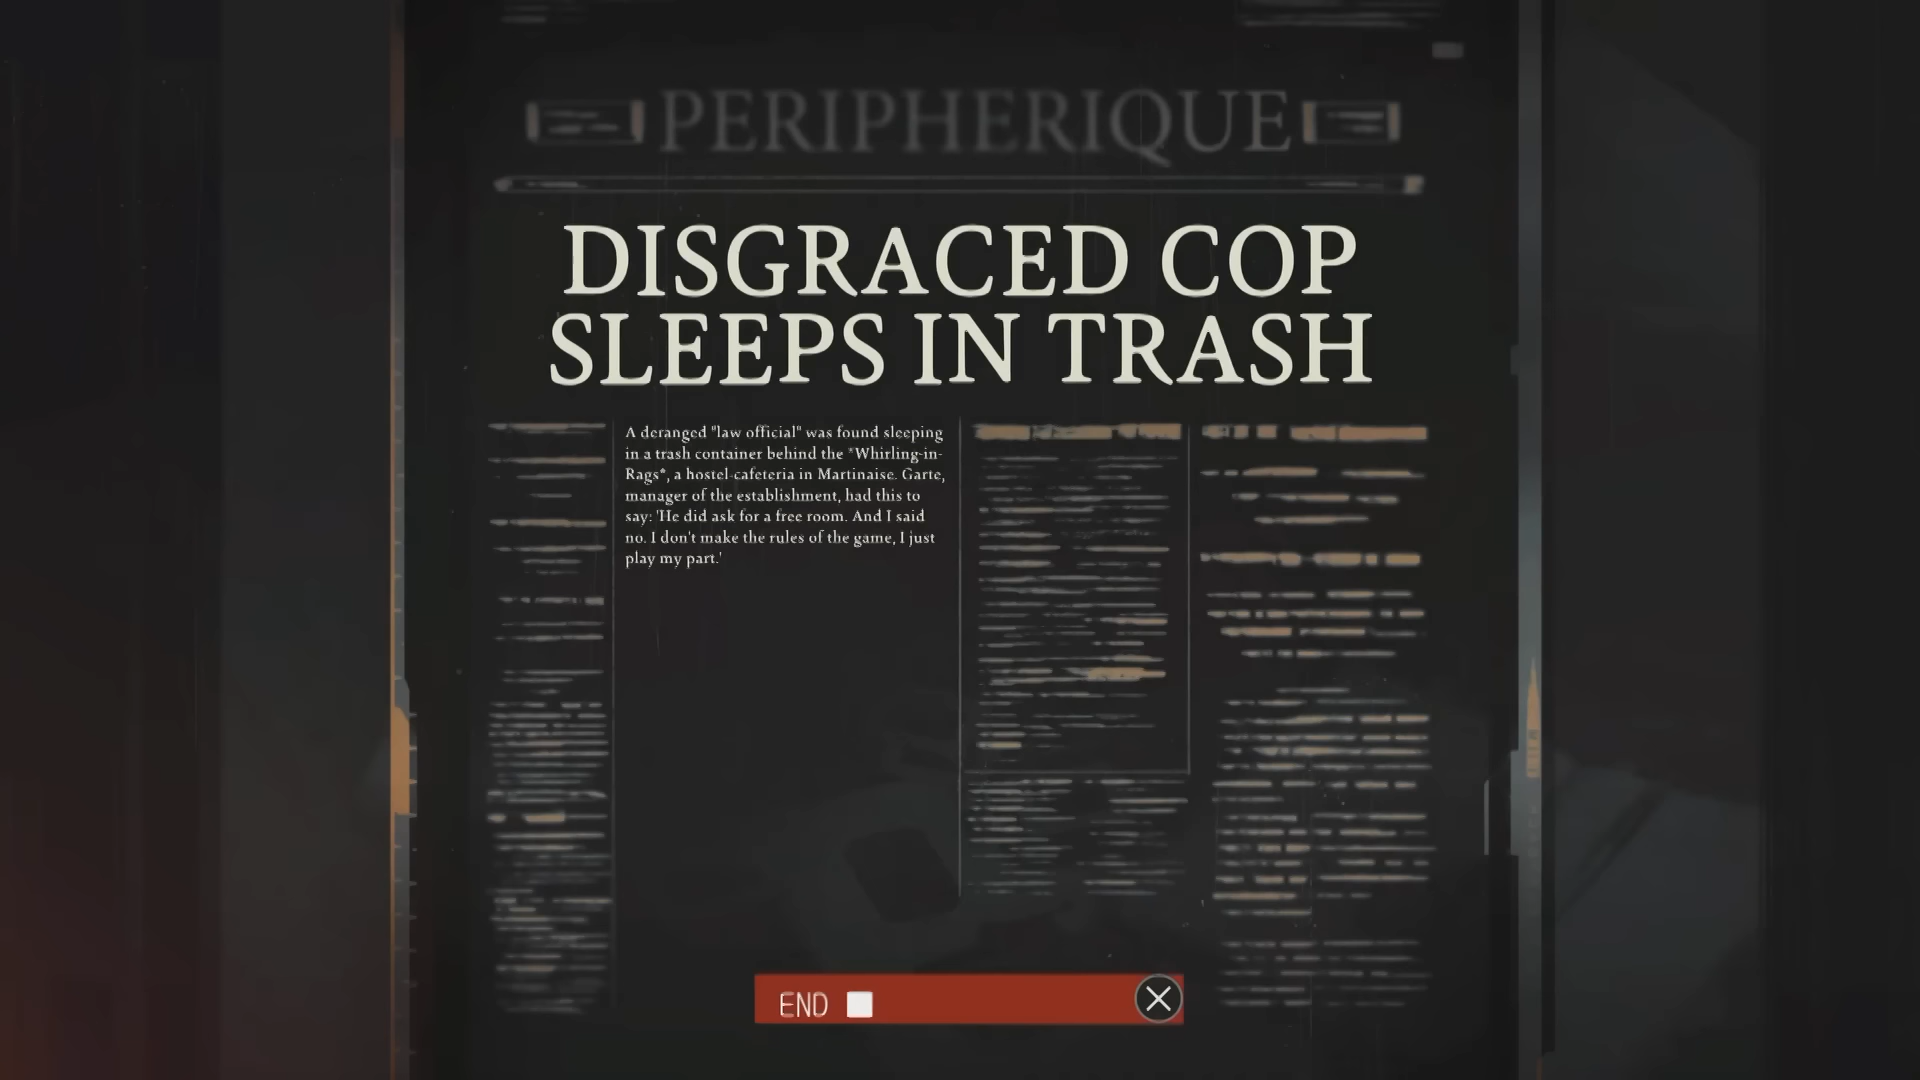 PERIPHERIQUE
DISGRACED COP
SLEEPS IN TRASH
A deranged "law official" was found sleeping
in a trash container behind the *Whirling-in-
Rags*, a hostel-cafeteria in Martinaise. Garte,
manager of the establishment, had this to
say: 'He did ask for a free room. And I said
no. I don't make the rules of the game, I just
play my part.'
END